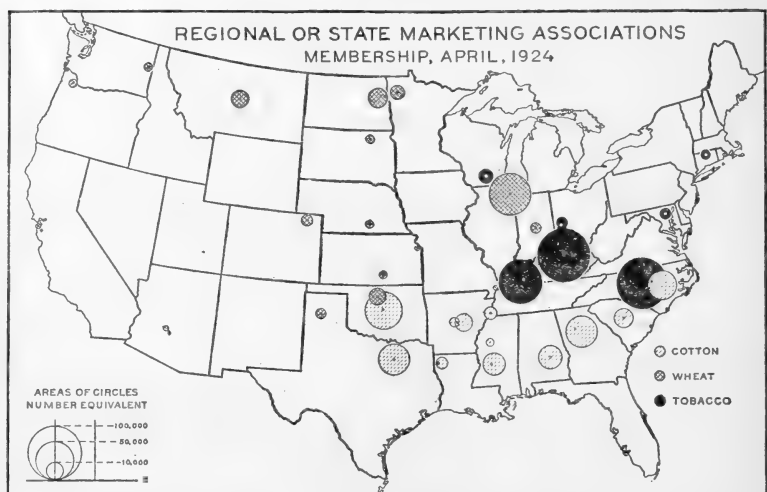 REGIONAL OR STATE MARKETING ASSOCIATIONS
MEMBERSHIP, APRIL, 1924
COTTON
WHEAT
TOBACCO
AREAS OF CIRCLES
NUMBER EQUIVALENT
100,000
50,000
10,000